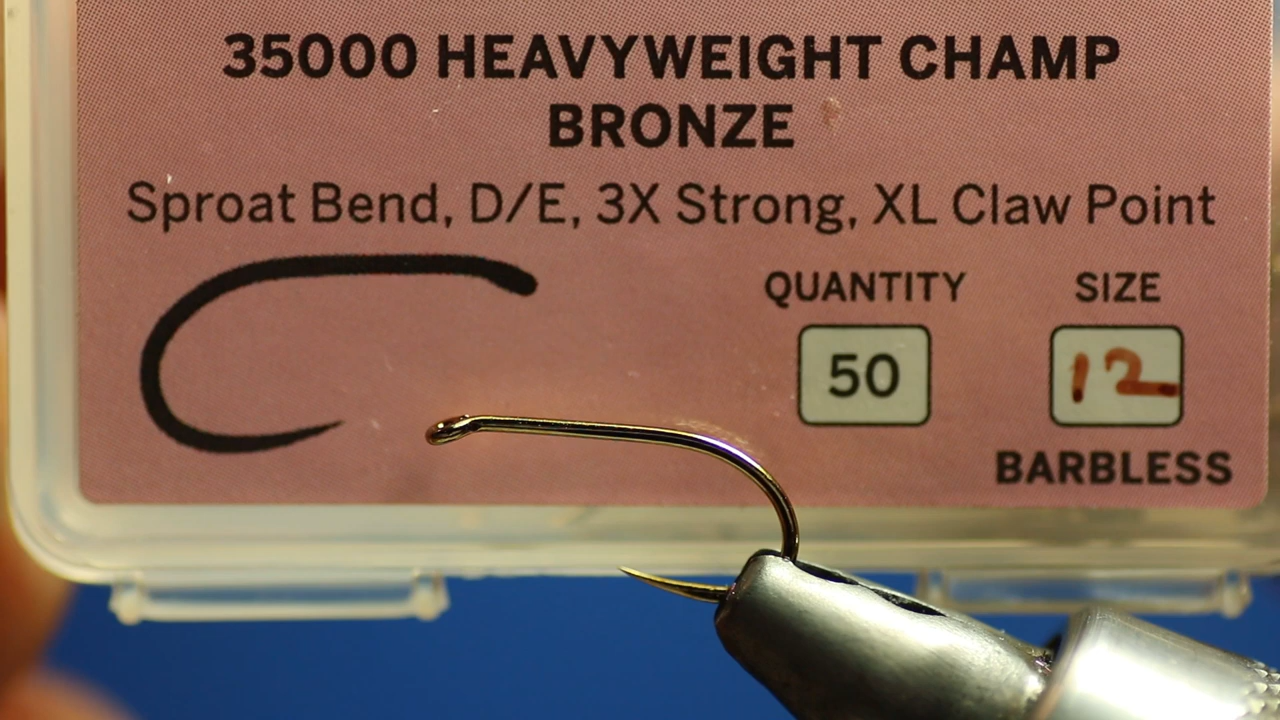 35000 HEAVYWEIGHT CHAMP
BRONZE
Sproat Bend, D/E, 3X Strong, XL Claw Point
QUANTITY SIZE
50 12
BARBLESS